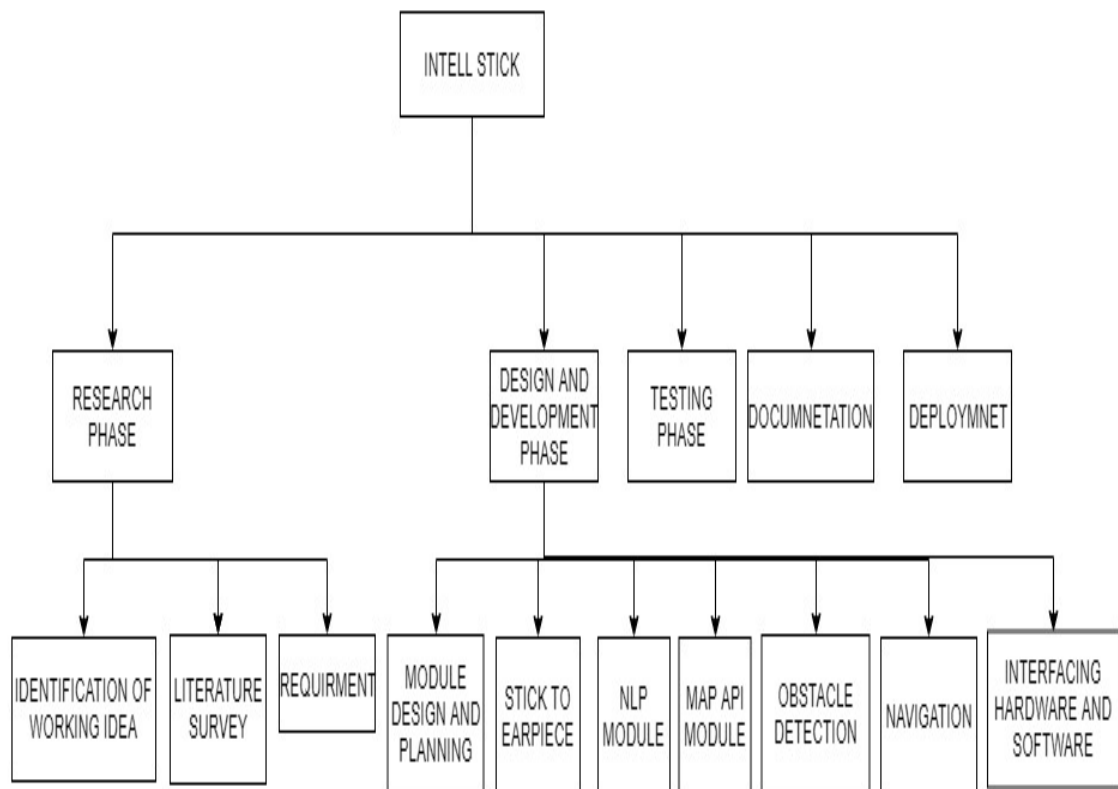 INTELL STICK
RESEARCH
PHASE
DESIGN AND
DEVELOPMENT
PHASE
TESTING
PHASE
DOCUMNETATION
DEPLOYMNET
IDENTIFICATION OF
WORKING IDEA
LITERATURE
SURVEY
REQUIRMENT
MODULE
DESIGN AND
PLANNING
STICK TO
EARPIECE
NLP
MODULE
MAP API
MODULE
OBSTACLE
DETECTION
NAVIGATION
INTERFACING
HARDWARE AND
SOFTWARE